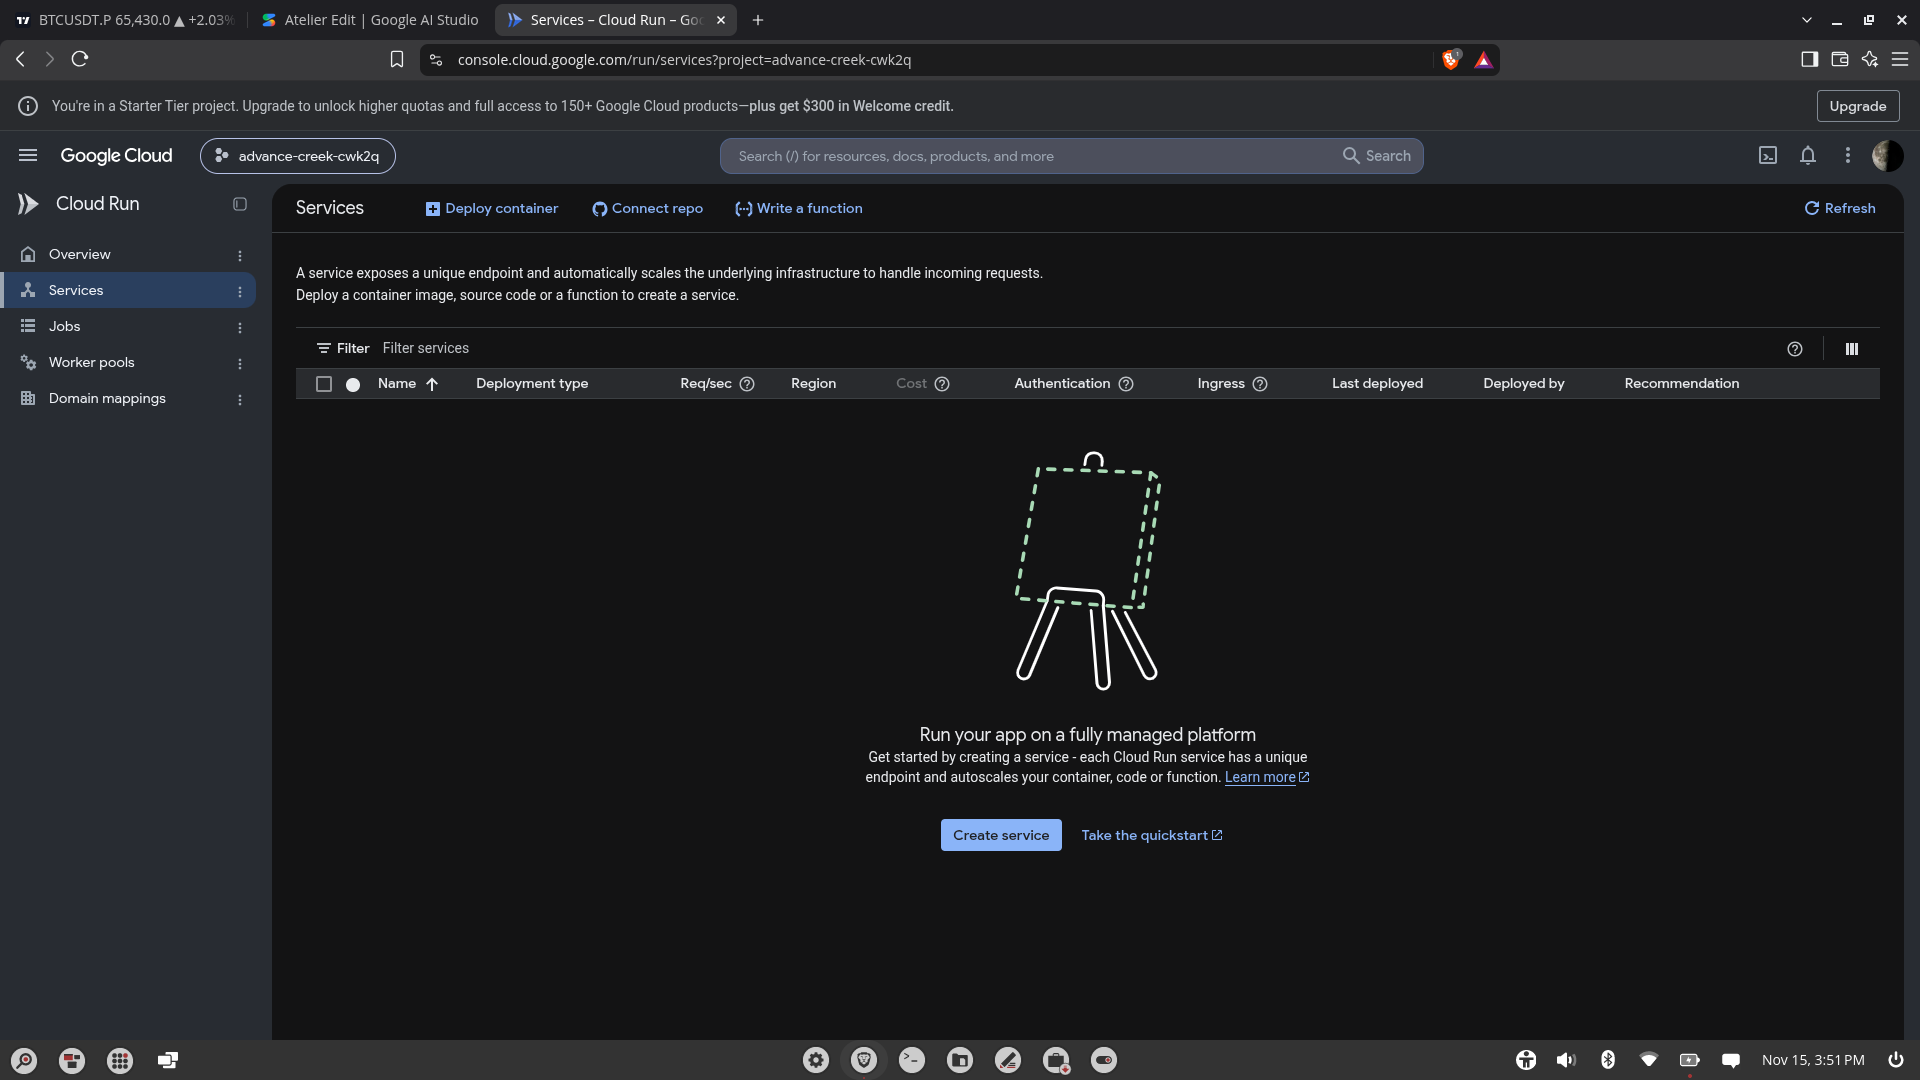 BTCUSDT.P 65,430.0 ▲ +2.03%
Atelier Edit | Google AI Studio
Services – Cloud Run – Goo
console.cloud.google.com/run/services?project=advance-creek-cwk2q
1
You're in a Starter Tier project. Upgrade to unlock higher quotas and full access to 150+ Google Cloud products—plus get $300 in Welcome credit.
Upgrade
Google Cloud
advance-creek-cwk2q
Search (/) for resources, docs, products, and more
Search
Cloud Run
Overview
Services
Jobs
Worker pools
Domain mappings
Services
Deploy container
Connect repo
Write a function
Refresh
A service exposes a unique endpoint and automatically scales the underlying infrastructure to handle incoming requests.
Deploy a container image, source code or a function to create a service.
Filter
Filter services
Name
Deployment type
Req/sec
Region
Cost
Authentication
Ingress
Last deployed
Deployed by
Recommendation
Run your app on a fully managed platform
Get started by creating a service - each Cloud Run service has a unique
endpoint and autoscales your container, code or function. Learn more
Create service
Take the quickstart
Nov 15, 3:51 PM